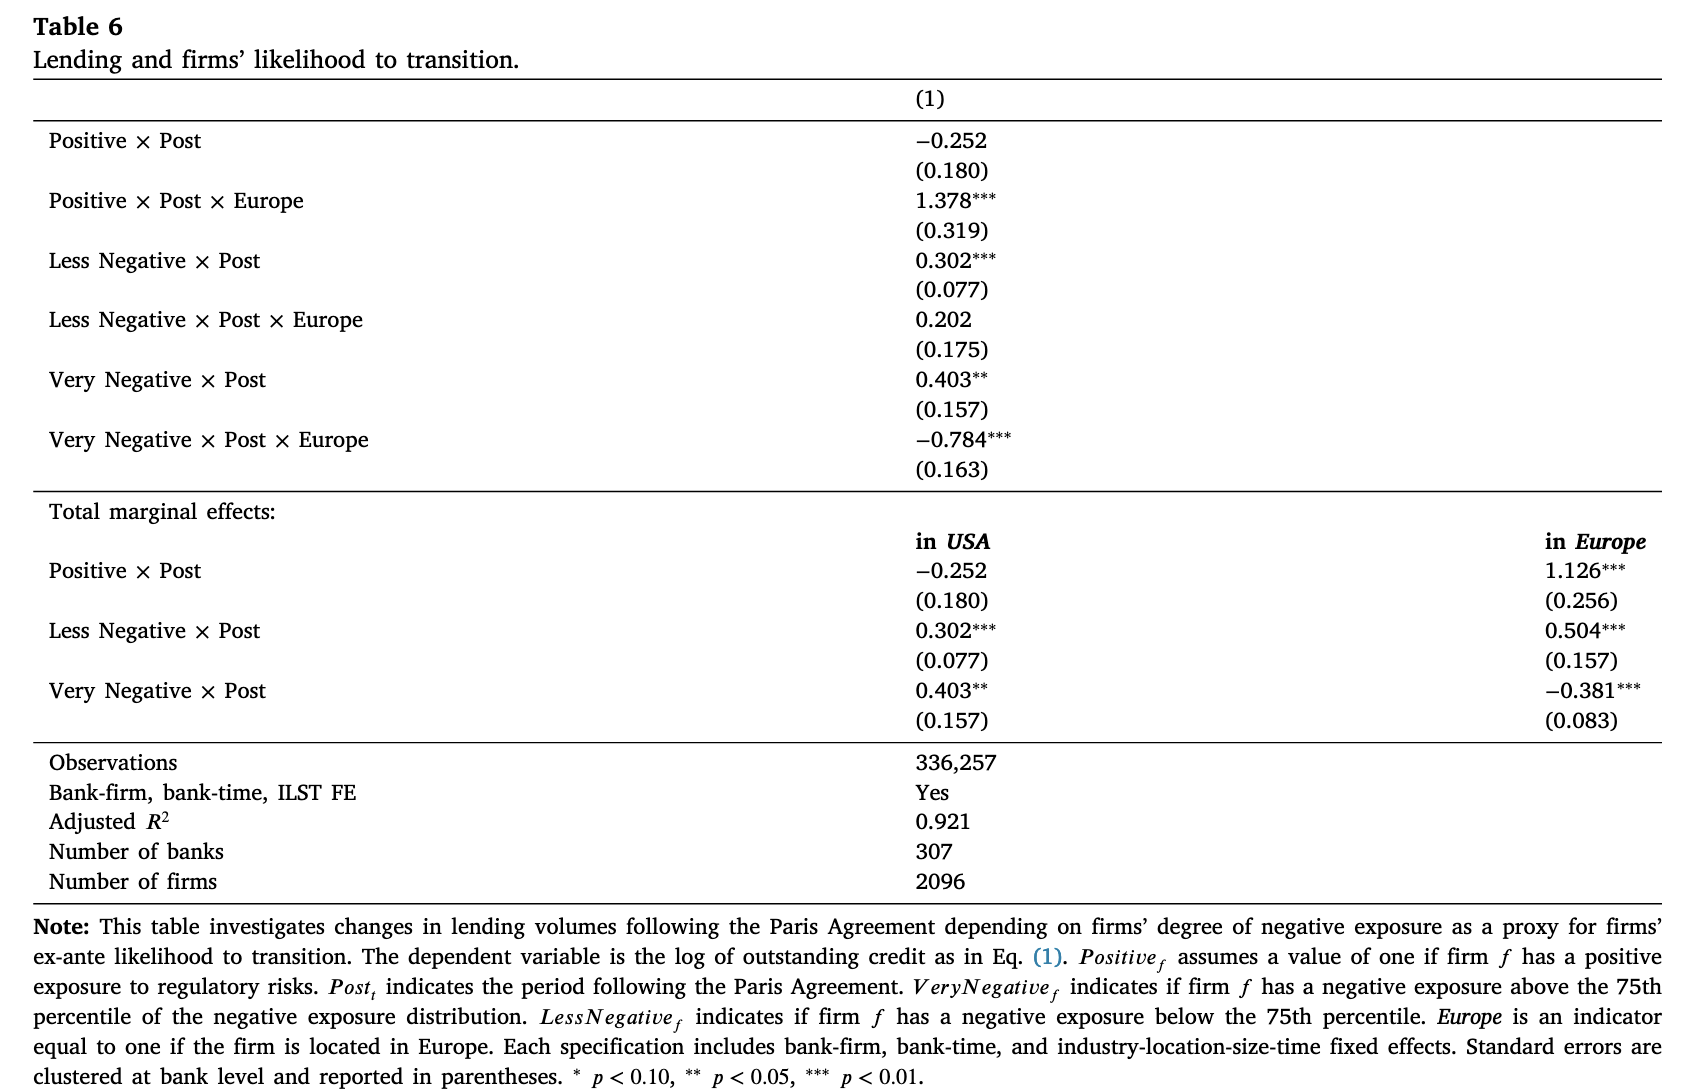 Table 6
Lending and firms’ likelihood to transition.
(1)
Positive × Post −0.252
(0.180)
Positive × Post × Europe 1.378***
(0.319)
Less Negative × Post 0.302***
(0.077)
Less Negative × Post × Europe 0.202
(0.175)
Very Negative × Post 0.403**
(0.157)
Very Negative × Post × Europe −0.784***
(0.163)
Total marginal effects:
in USA in Europe
Positive × Post −0.252 1.126***
(0.180) (0.256)
Less Negative × Post 0.302*** 0.504***
(0.077) (0.157)
Very Negative × Post 0.403** −0.381***
(0.157) (0.083)
Observations 336,257
Bank-firm, bank-time, ILST FE Yes
Adjusted R² 0.921
Number of banks 307
Number of firms 2096
Note: This table investigates changes in lending volumes following the Paris Agreement depending on firms’ degree of negative exposure as a proxy for firms’
ex-ante likelihood to transition. The dependent variable is the log of outstanding credit as in Eq. (1). Positive_f assumes a value of one if firm f has a positive
exposure to regulatory risks. Post_t indicates the period following the Paris Agreement. VeryNegative_f indicates if firm f has a negative exposure above the 75th
percentile of the negative exposure distribution. LessNegative_f indicates if firm f has a negative exposure below the 75th percentile. Europe is an indicator
equal to one if the firm is located in Europe. Each specification includes bank-firm, bank-time, and industry-location-size-time fixed effects. Standard errors are
clustered at bank level and reported in parentheses. * p < 0.10, ** p < 0.05, *** p < 0.01.